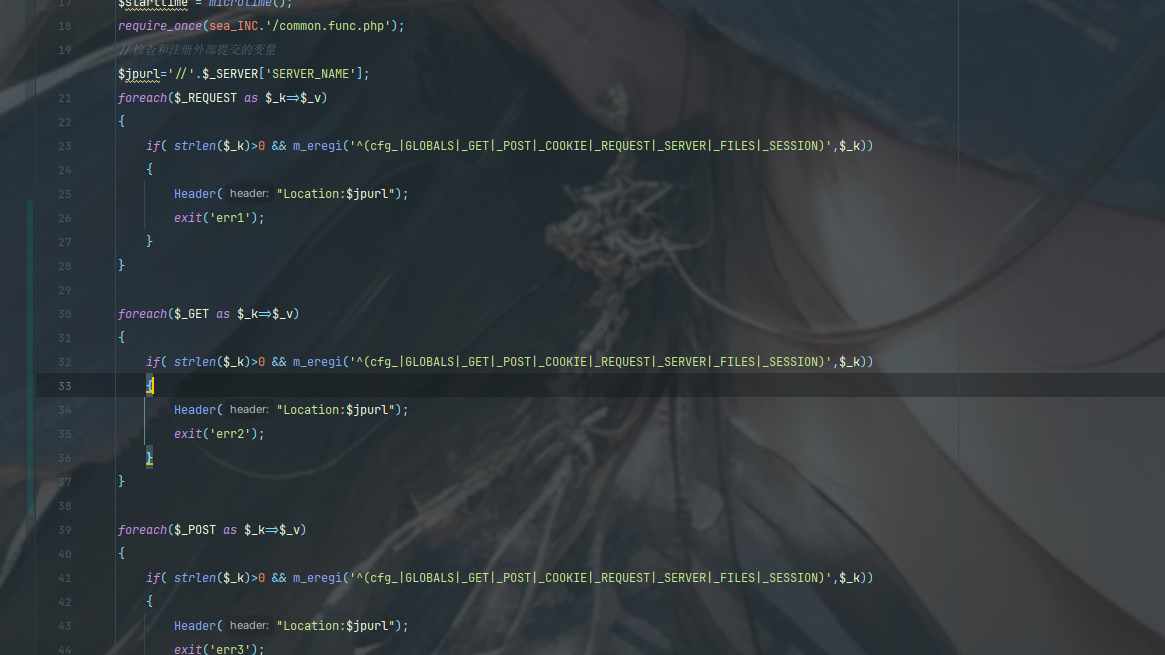 17 $starttime = microtime();
18 require_once(sea_INC.'/common.func.php');
19 //检查和注册外部提交的变量
20 $jpurl='//'.$_SERVER['SERVER_NAME'];
21 foreach($_REQUEST as $_k=>$_v)
22 {
23 if( strlen($_k)>0 && m_eregi('^(cfg_|GLOBALS|_GET|_POST|_COOKIE|_REQUEST|_SERVER|_FILES|_SESSION)',$_k))
24 {
25 Header( header: "Location:$jpurl");
26 exit('err1');
27 }
28 }
29
30 foreach($_GET as $_k=>$_v)
31 {
32 if( strlen($_k)>0 && m_eregi('^(cfg_|GLOBALS|_GET|_POST|_COOKIE|_REQUEST|_SERVER|_FILES|_SESSION)',$_k))
33 {
34 Header( header: "Location:$jpurl");
35 exit('err2');
36 }
37 }
38
39 foreach($_POST as $_k=>$_v)
40 {
41 if( strlen($_k)>0 && m_eregi('^(cfg_|GLOBALS|_GET|_POST|_COOKIE|_REQUEST|_SERVER|_FILES|_SESSION)',$_k))
42 {
43 Header( header: "Location:$jpurl");
44 exit('err3');